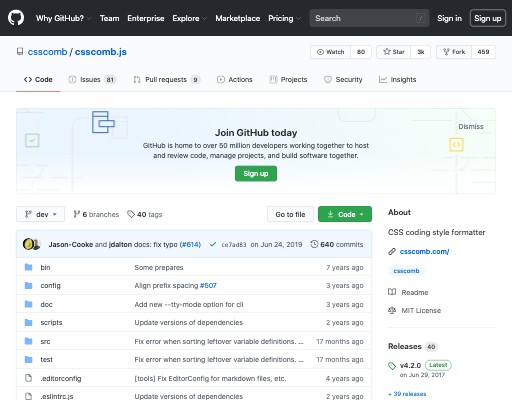 Why GitHub? Team Enterprise Explore Marketplace Pricing Search / Sign in Sign up
csscomb / csscomb.js Watch 80 Star 3k Fork 459
Code Issues 81 Pull requests 9 Actions Projects Security Insights
Join GitHub today
Dismiss
GitHub is home to over 50 million developers working together to host
and review code, manage projects, and build software together.
Sign up
dev 6 branches 40 tags Go to file Code
Jason-Cooke and jdalton docs: fix typo (#614) ce7ad83 on Jun 24, 2019 640 commits
bin Some prepares 7 years ago
config Align prefix spacing #507 3 years ago
doc Add new --tty-mode option for cli 3 years ago
scripts Update versions of dependencies 2 years ago
src Fix error when sorting leftover variable definitions. ... 17 months ago
test Fix error when sorting leftover variable definitions. ... 17 months ago
.editorconfig [tools] Fix EditorConfig for markdown files, etc. 4 years ago
.eslintrc.js Update versions of dependencies 2 years ago
About
CSS coding style formatter
csscomb.com/
csscomb
Readme
MIT License
Releases 40
v4.2.0 Latest
on Jun 29, 2017
+ 39 releases